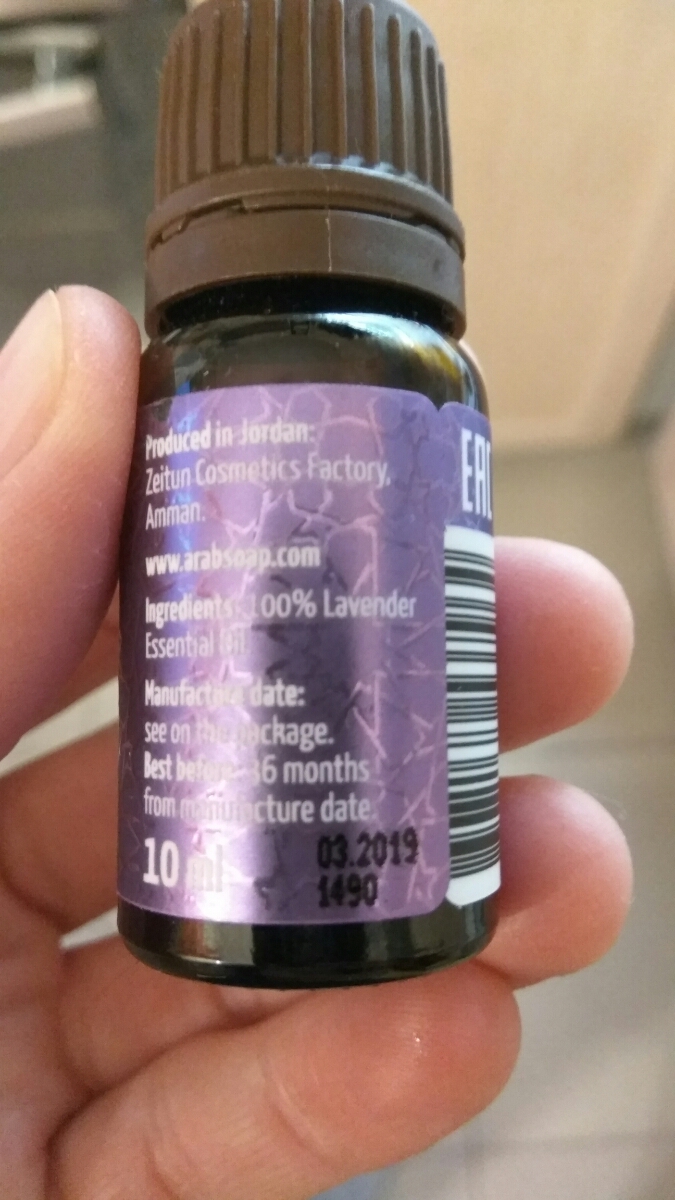 Produced in Jordan:
Zeitun Cosmetics Factory,
Amman.
www.arabsoap.com
Ingredients: 100% Lavender
Essential Oil
Manufacture date:
see on the package.
Best before: 36 months
from manufacture date.
10 ml
03.2019
1490
EAC